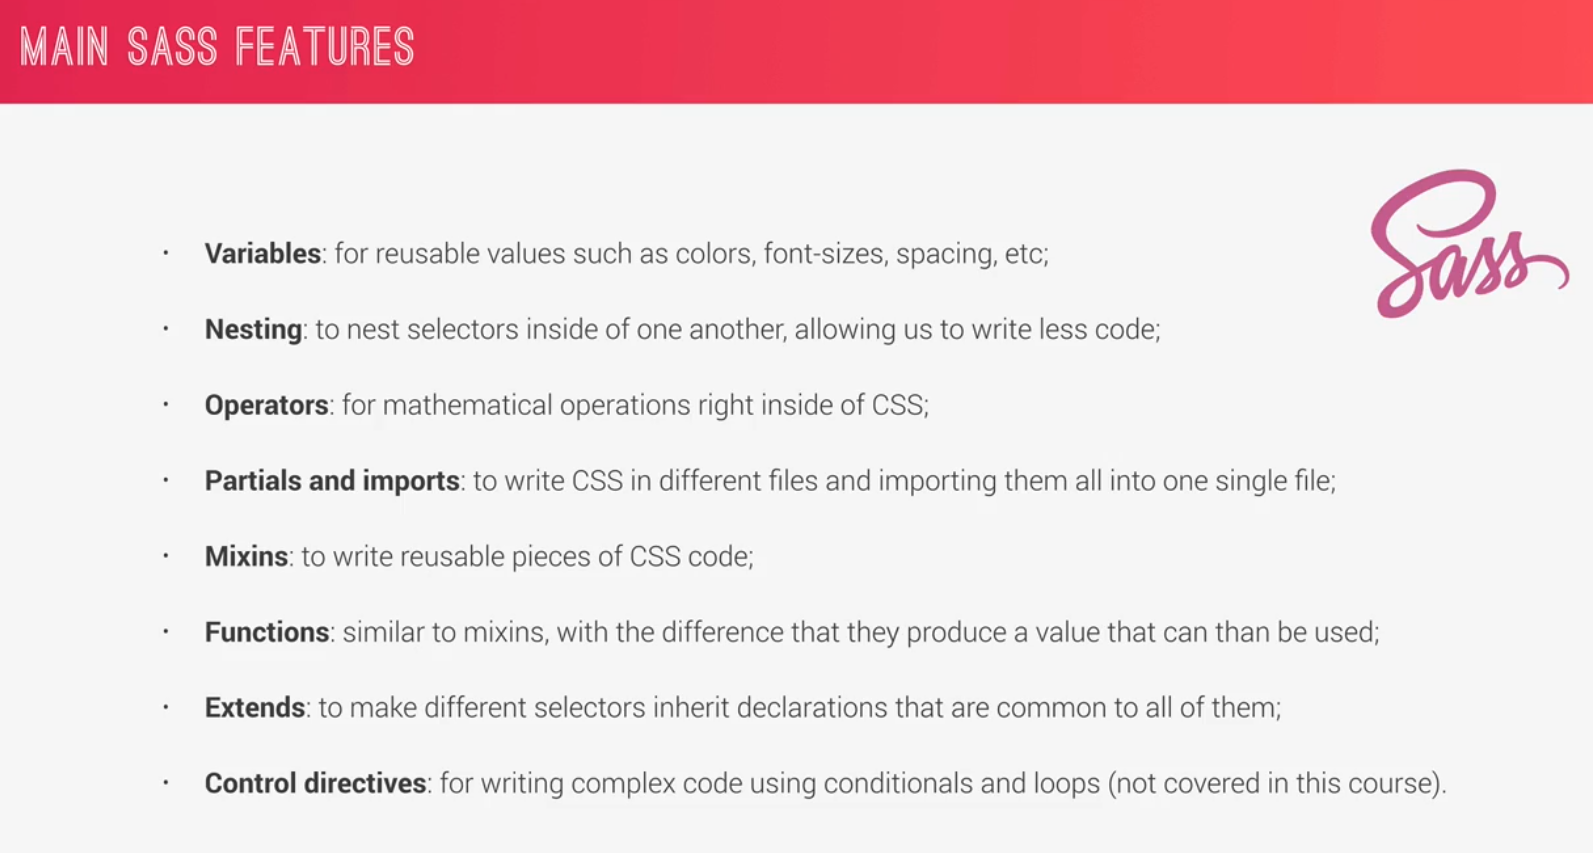 MAIN SASS FEATURES
Sass
· Variables: for reusable values such as colors, font-sizes, spacing, etc;
· Nesting: to nest selectors inside of one another, allowing us to write less code;
· Operators: for mathematical operations right inside of CSS;
· Partials and imports: to write CSS in different files and importing them all into one single file;
· Mixins: to write reusable pieces of CSS code;
· Functions: similar to mixins, with the difference that they produce a value that can than be used;
· Extends: to make different selectors inherit declarations that are common to all of them;
· Control directives: for writing complex code using conditionals and loops (not covered in this course).